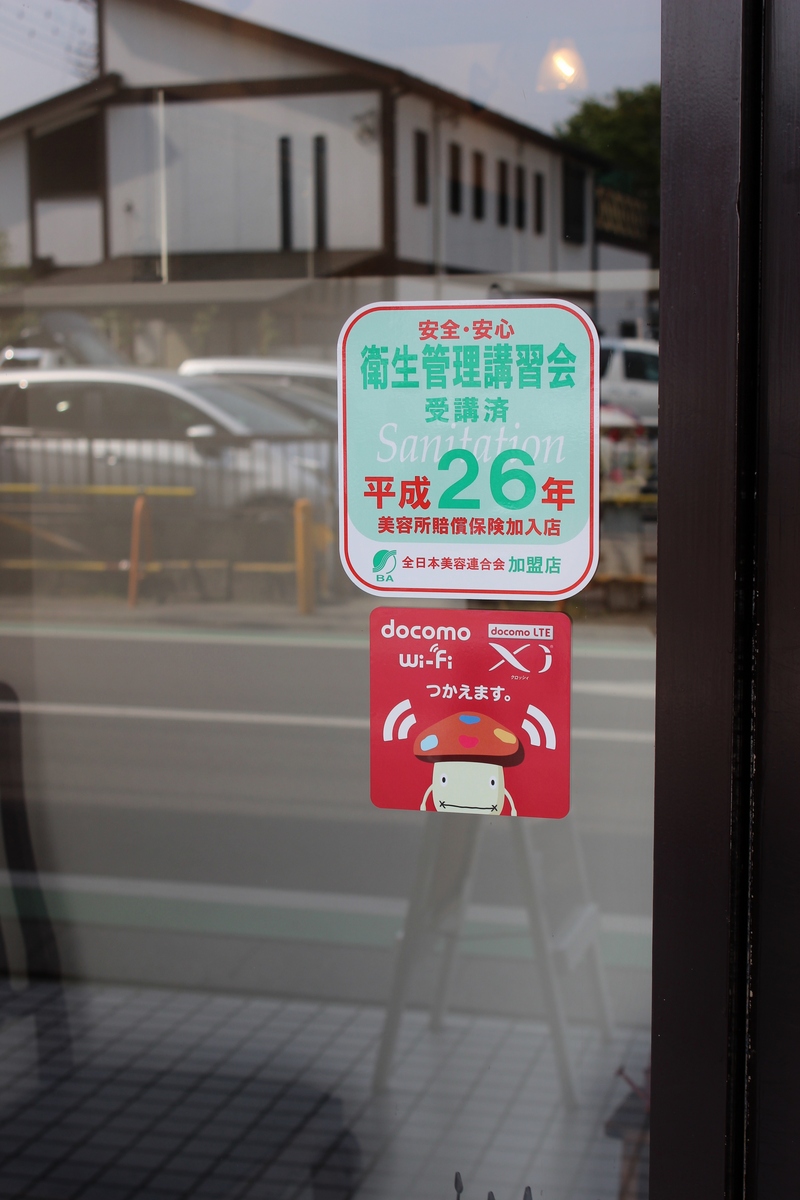 安全・安心
衛生管理講習会
受講済
Sanitation
平成26年
美容所賠償保険加入店
BA 全日本美容連合会 加盟店
docomo docomo LTE
wi-fi Xi
クロッシィ
つかえます。